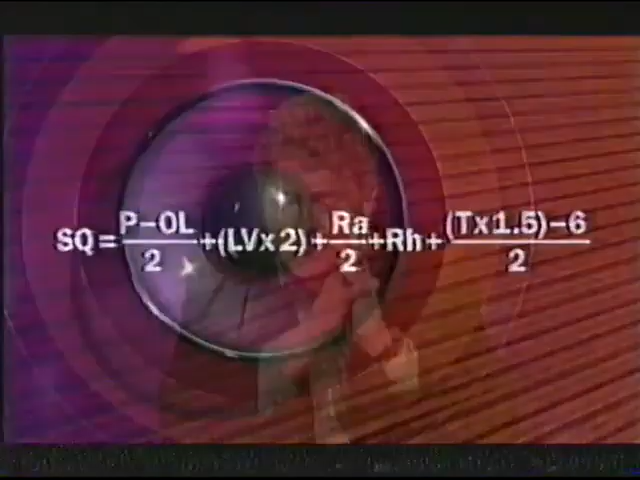 SQ = P-OL/2 + (LV x 2) + Ra/2 + Rh + (T x 1.5)-6/2